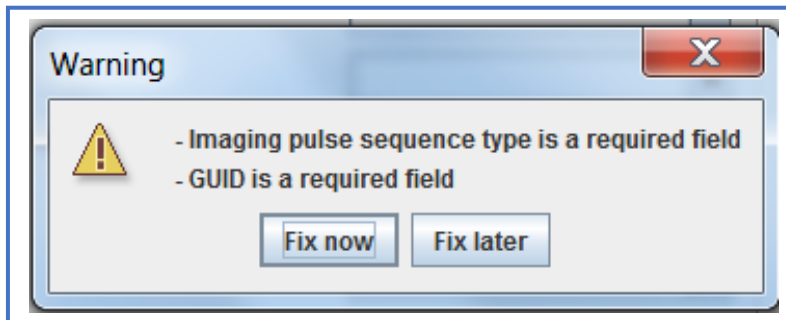 Warning
- Imaging pulse sequence type is a required field
- GUID is a required field
Fix now
Fix later